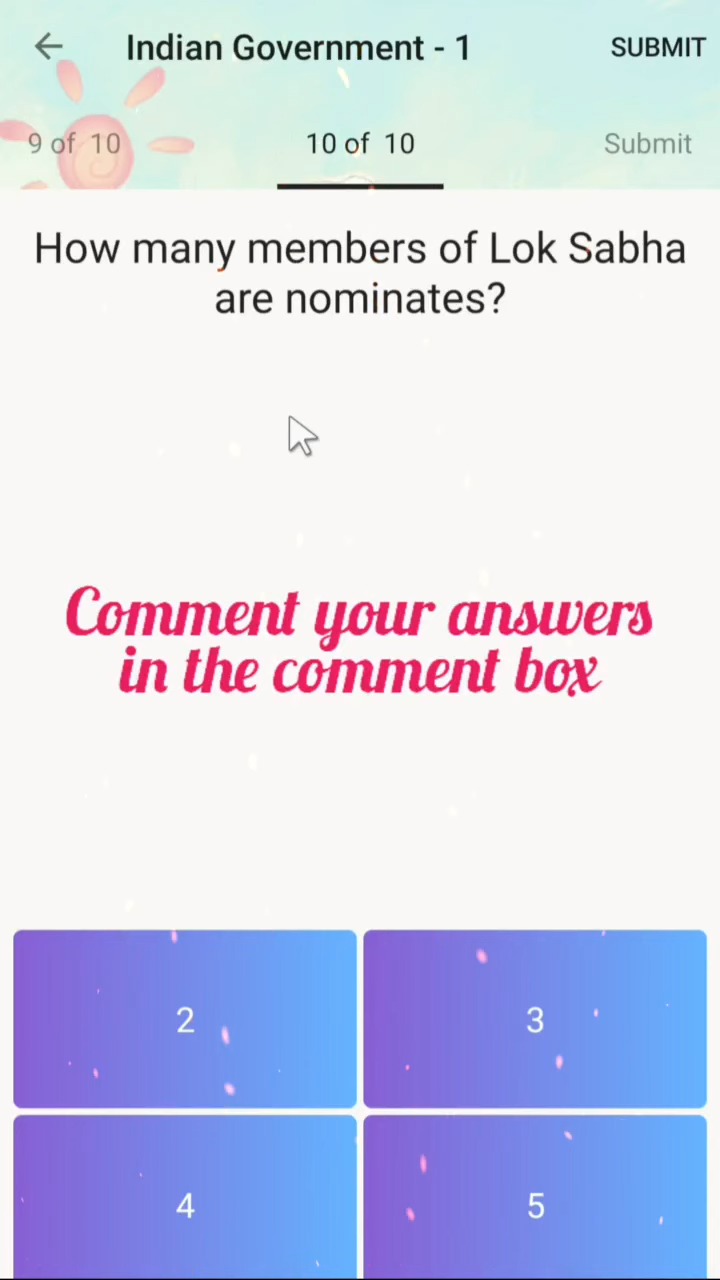 Indian Government - 1
SUBMIT
9 of 10
10 of 10
Submit
How many members of Lok Sabha
are nominates?
Comment your answers
in the comment box
2
3
4
5